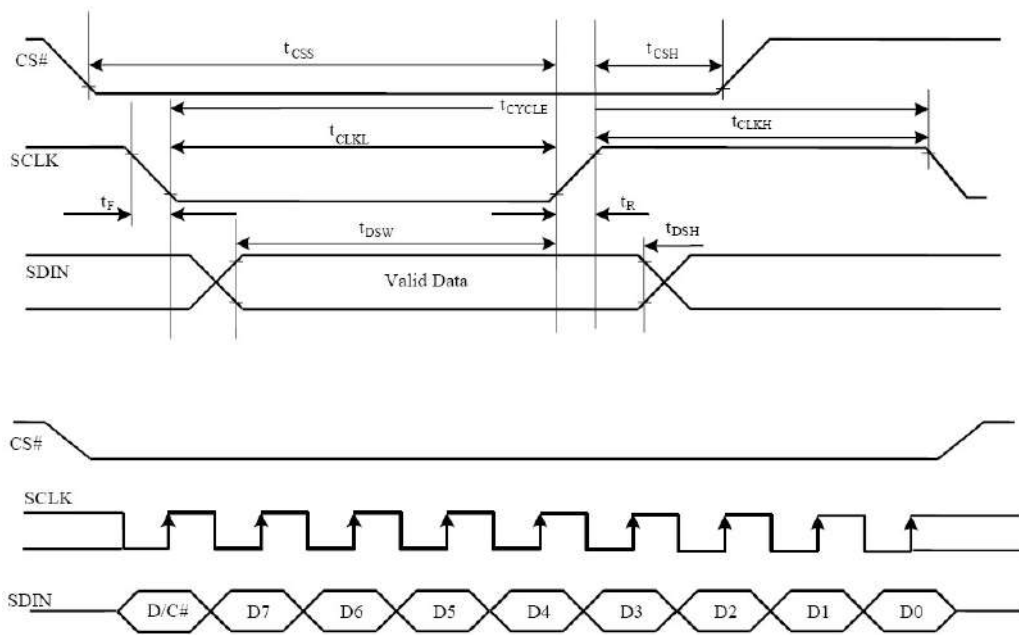 t_CSS
t_CSH
CS#
t_CYCLE
t_CLKL
t_CLKH
SCLK
t_F
t_R
t_DSW
t_DSH
SDIN
Valid Data
CS#
SCLK
SDIN
D/C# D7 D6 D5 D4 D3 D2 D1 D0